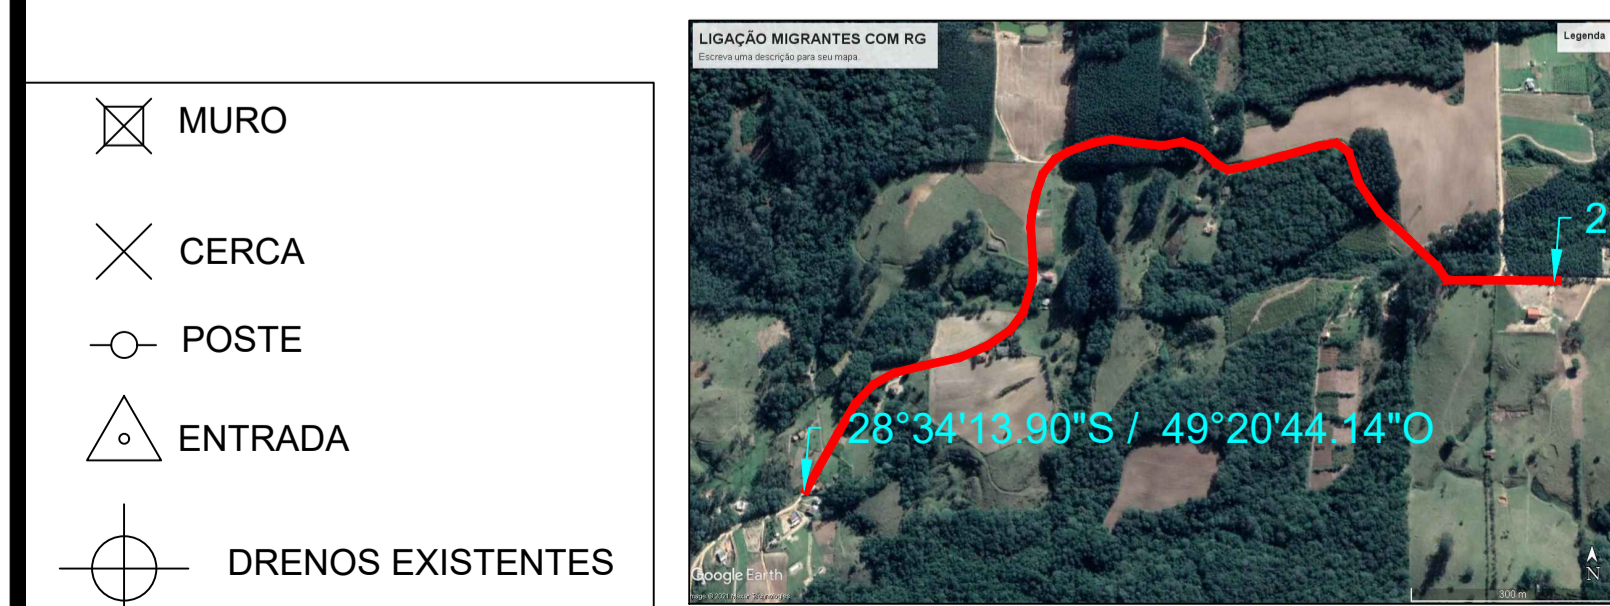 MURO
CERCA
POSTE
ENTRADA
DRENOS EXISTENTES
LIGAÇÃO MIGRANTES COM RG
Escreva uma descrição para seu mapa.
Legenda
2
28°34'13.90"S / 49°20'44.14"O
Google Earth
300 m
N